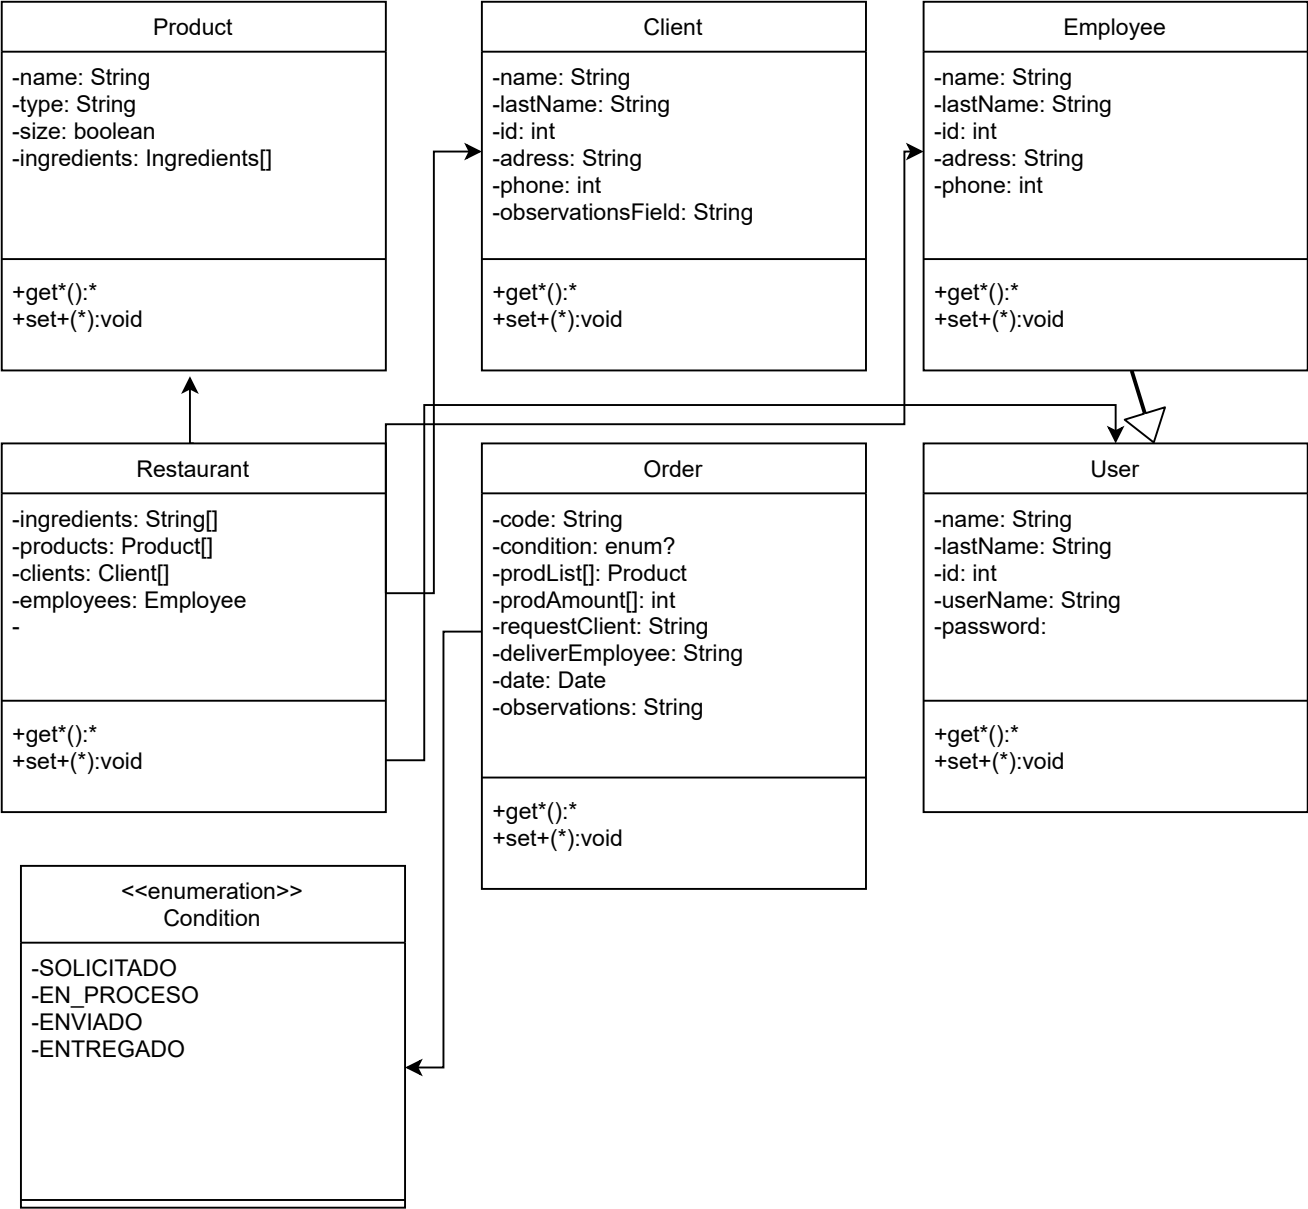 Product
-name: String
-type: String
-size: boolean
-ingredients: Ingredients[]
+get*():*
+set+(*):void
Client
-name: String
-lastName: String
-id: int
-adress: String
-phone: int
-observationsField: String
+get*():*
+set+(*):void
Employee
-name: String
-lastName: String
-id: int
-adress: String
-phone: int
+get*():*
+set+(*):void
Restaurant
-ingredients: String[]
-products: Product[]
-clients: Client[]
-employees: Employee
-
+get*():*
+set+(*):void
Order
-code: String
-condition: enum?
-prodList[]: Product
-prodAmount[]: int
-requestClient: String
-deliverEmployee: String
-date: Date
-observations: String
+get*():*
+set+(*):void
User
-name: String
-lastName: String
-id: int
-userName: String
-password:
+get*():*
+set+(*):void
<<enumeration>>
Condition
-SOLICITADO
-EN_PROCESO
-ENVIADO
-ENTREGADO